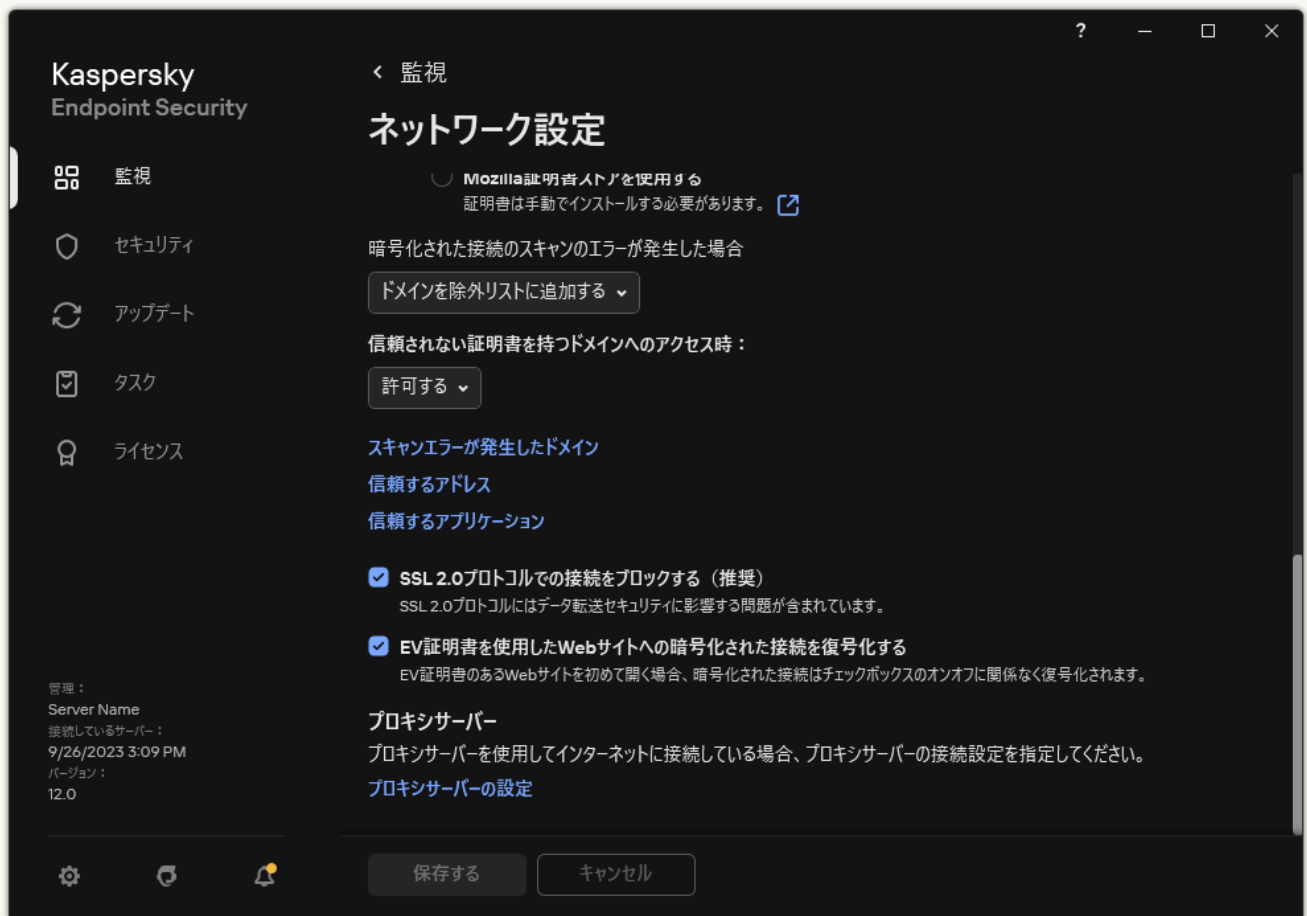 ?
Kaspersky
Endpoint Security
監視
セキュリティ
アップデート
タスク
ライセンス
管理：
Server Name
接続しているサーバー：
9/26/2023 3:09 PM
バージョン：
12.0
監視
ネットワーク設定
Mozilla証明書ストアを使用する
証明書は手動でインストールする必要があります。
暗号化された接続のスキャンのエラーが発生した場合
ドメインを除外リストに追加する
信頼されない証明書を持つドメインへのアクセス時：
許可する
スキャンエラーが発生したドメイン
信頼するアドレス
信頼するアプリケーション
SSL 2.0プロトコルでの接続をブロックする（推奨）
SSL 2.0プロトコルにはデータ転送セキュリティに影響する問題が含まれています。
EV証明書を使用したWebサイトへの暗号化された接続を復号化する
EV証明書のあるWebサイトを初めて開く場合、暗号化された接続はチェックボックスのオンオフに関係なく復号化されます。
プロキシサーバー
プロキシサーバーを使用してインターネットに接続している場合、プロキシサーバーの接続設定を指定してください。
プロキシサーバーの設定
保存する
キャンセル